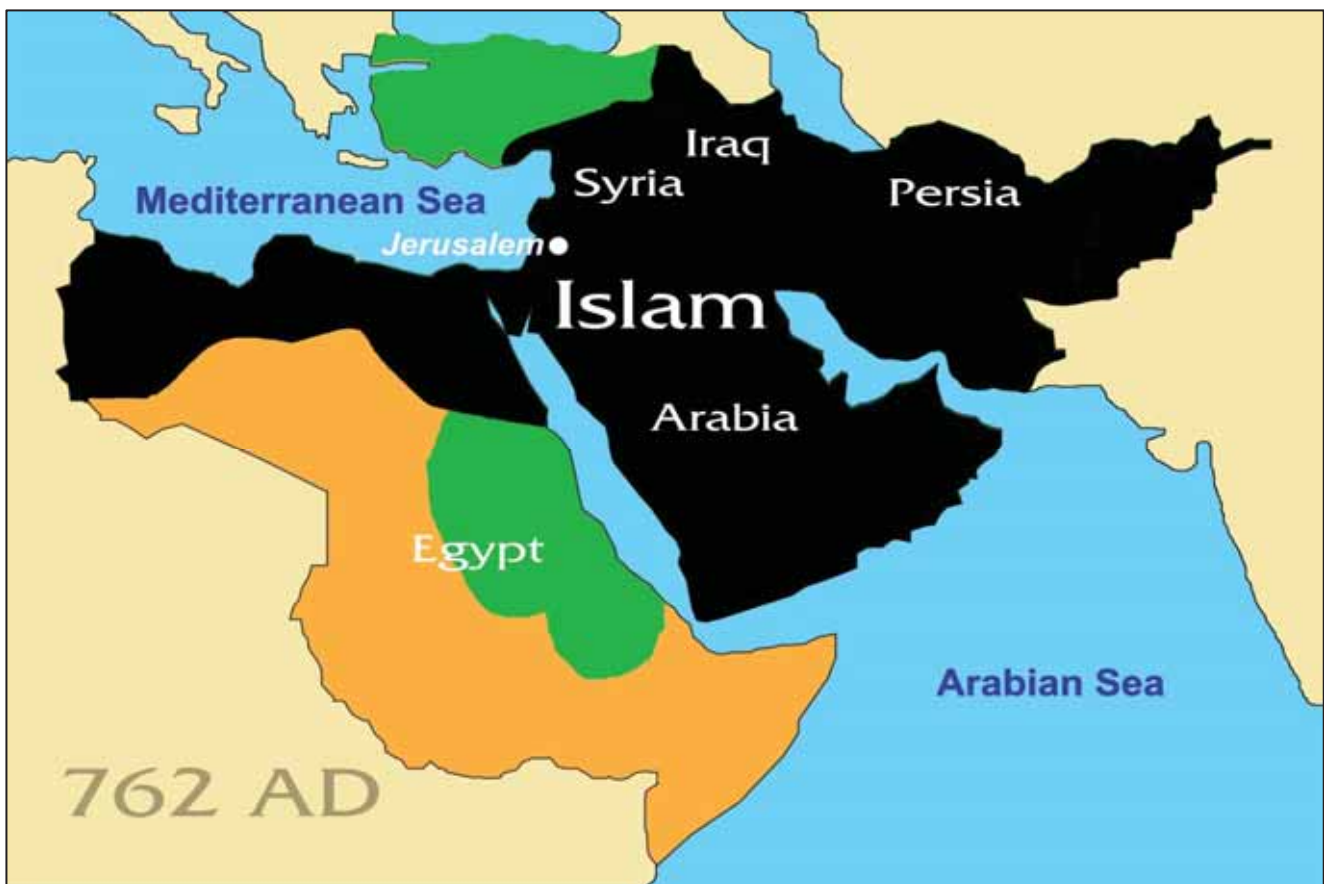 Iraq
Syria
Persia
Mediterranean Sea
Jerusalem
Islam
Arabia
Egypt
Arabian Sea
762 AD